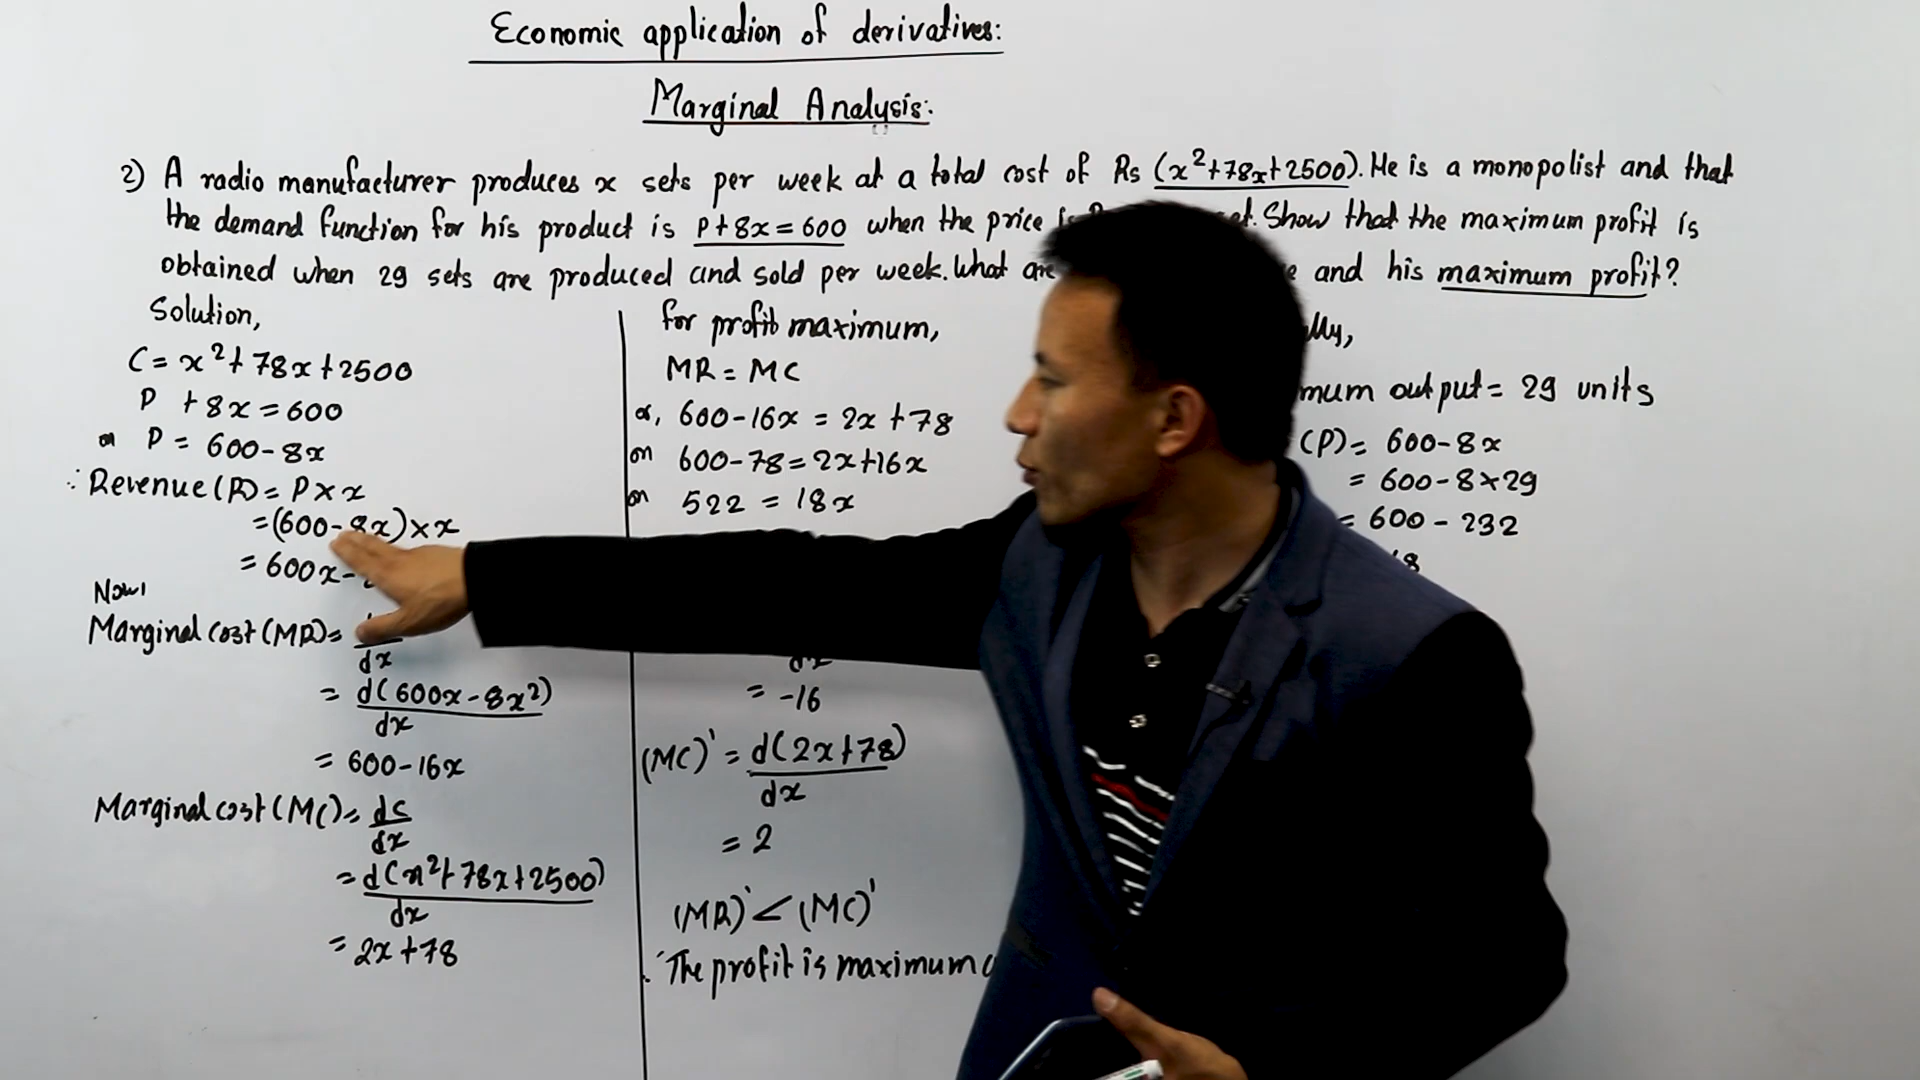 Economic application of derivatives:
Marginal Analysis:
2) A radio manufacturer produces x sets per week at a total cost of Rs (x²+78x+2500). He is a monopolist and that
the demand function for his product is P+8x=600 when the price is set. Show that the maximum profit is
obtained when 29 sets are produced and sold per week. What are and his maximum profit?
Solution,
C = x²+78x+2500
P +8x=600
or P = 600-8x
∴ Revenue (R) = P×x
=(600-8x)×x
= 600x-
Now,
Marginal cost (MR)=
dx
= d(600x-8x²)
dx
= 600-16x
Marginal cost (MC)= dc
dx
= d(x²+78x+2500)
dx
= 2x+78
for profit maximum,
MR = MC
or, 600-16x = 2x+78
or 600-78=2x+16x
or 522 = 18x
dx
= -16
(MC)' = d(2x+78)
dx
= 2
(MR)' < (MC)'
∴ The profit is maximum
output = 29 units
(P) = 600-8x
= 600-8×29
= 600-232